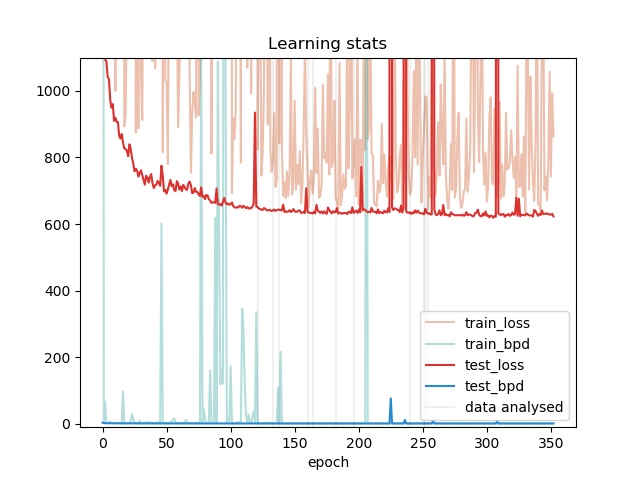 Learning stats
1000
800
600
400
200
0
0 50 100 150 200 250 300 350
epoch
train_loss
train_bpd
test_loss
test_bpd
data analysed